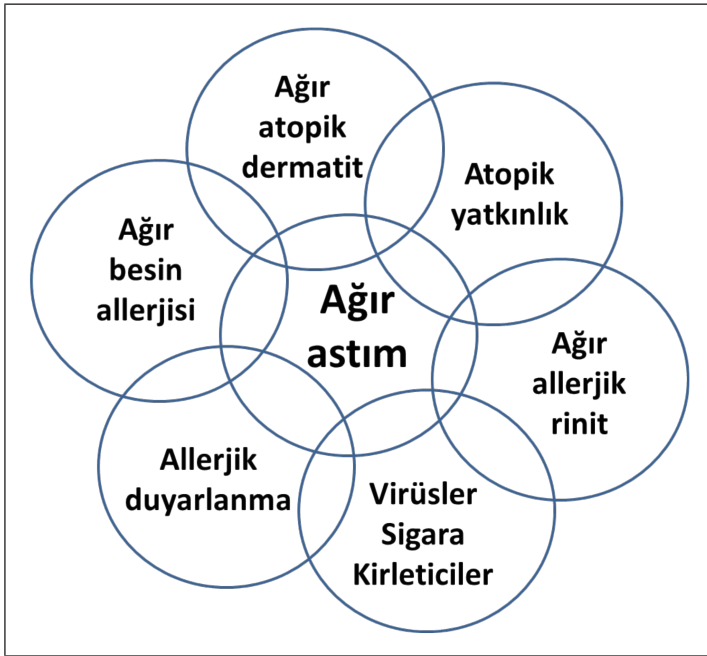 Ağır
atopik
dermatit
Atopik
yatkınlık
Ağır
besin
allerjisi
Ağır
astım
Ağır
allerjik
rinit
Allerjik
duyarlanma
Virüsler
Sigara
Kirleticiler